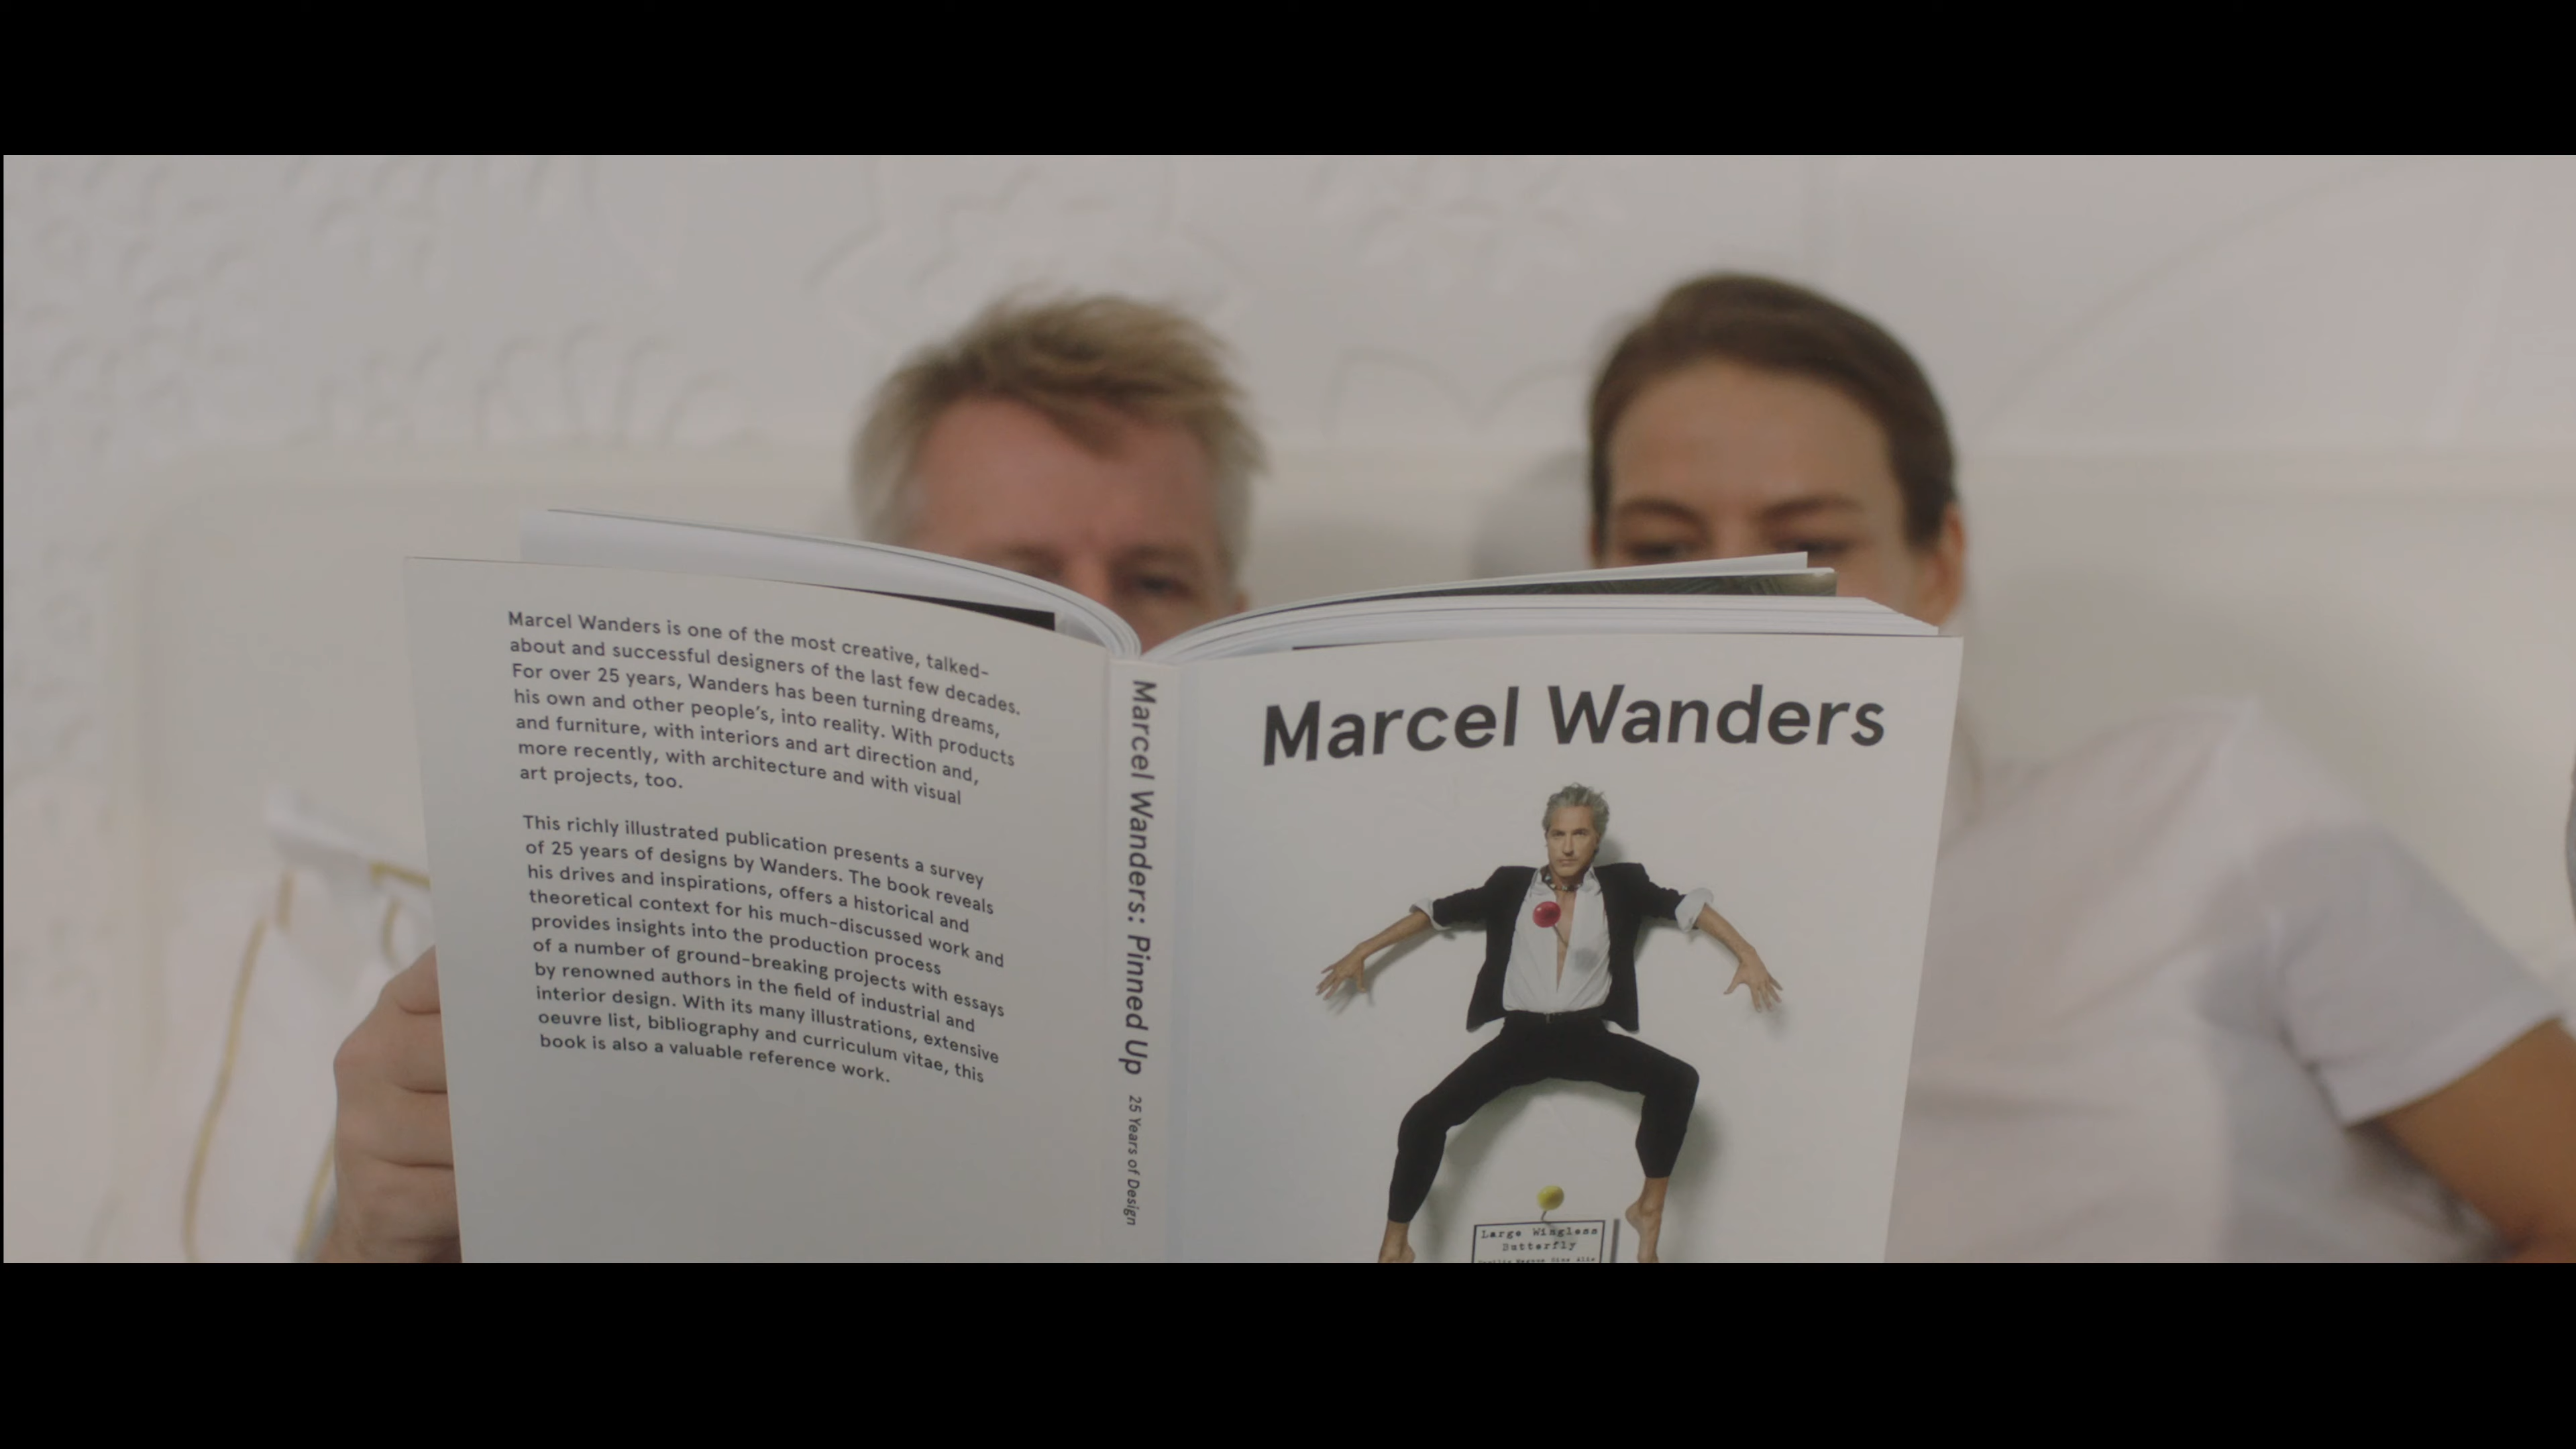 Marcel Wanders is one of the most creative, talked-
about and successful designers of the last few decades.
For over 25 years, Wanders has been turning dreams,
his own and other people's, into reality. With products
and furniture, with interiors and art direction and,
more recently, with architecture and with visual
art projects, too.
This richly illustrated publication presents a survey
of 25 years of designs by Wanders. The book reveals
his drives and inspirations, offers a historical and
theoretical context for his much-discussed work and
provides insights into the production process
of a number of ground-breaking projects with essays
by renowned authors in the field of industrial and
interior design. With its many illustrations, extensive
oeuvre list, bibliography and curriculum vitae, this
book is also a valuable reference work.
Marcel Wanders: Pinned Up 25 Years of Design
Marcel Wanders
Large Wingless
Butterfly